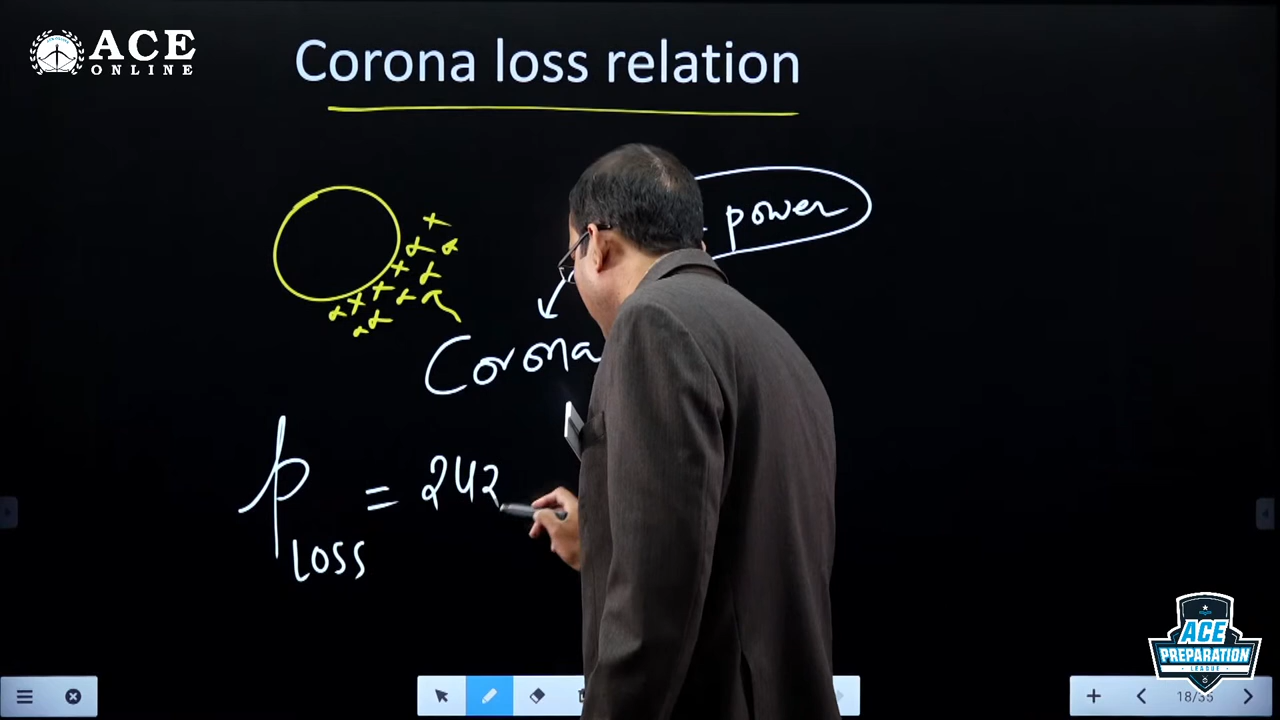 ACE
ONLINE
Corona loss relation
power
Corona
P LOSS = 242
18/35
ACE
PREPARATION
LEAGUE